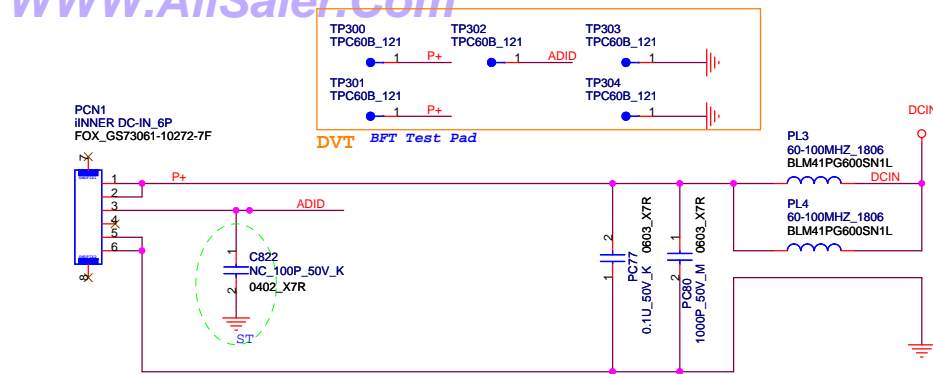 WWW.AllSaler.Com
TP300
TPC60B_121
1
P+
TP302
TPC60B_121
1
ADID
TP303
TPC60B_121
1
TP301
TPC60B_121
1
P+
TP304
TPC60B_121
1
DVT
BFT Test Pad
PCN1
iINNER DC-IN_6P
FOX_GS73061-10272-7F
7
1
2
3
4
5
6
8
P+
ADID
1
C822
NC_100P_50V_K
2
0402_X7R
ST
2
1
PC77
0.1U_50V_K 0603_X7R
1
2
PC80
1000P_50V_M 0603_X7R
PL3
60-100MHZ_1806
BLM41PG600SN1L
DCIN
PL4
60-100MHZ_1806
BLM41PG600SN1L
DCIN